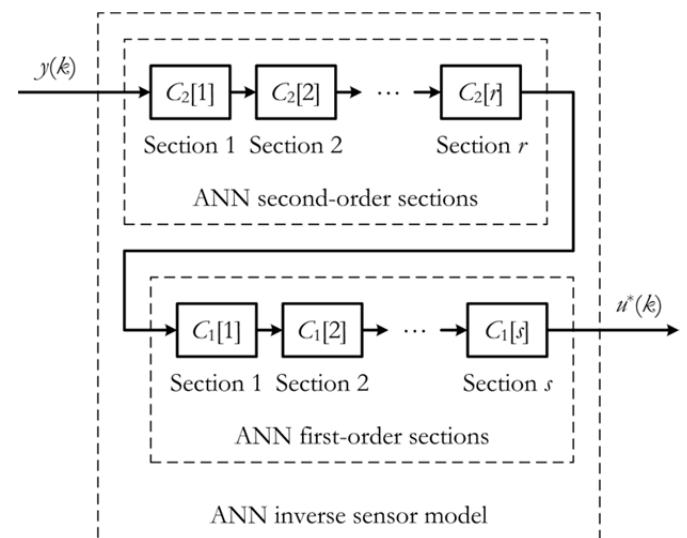 y(k)
C₂[1] C₂[2] ... C₂[r]
Section 1 Section 2 Section r
ANN second-order sections
u*(k)
C₁[1] C₁[2] ... C₁[s]
Section 1 Section 2 Section s
ANN first-order sections
ANN inverse sensor model